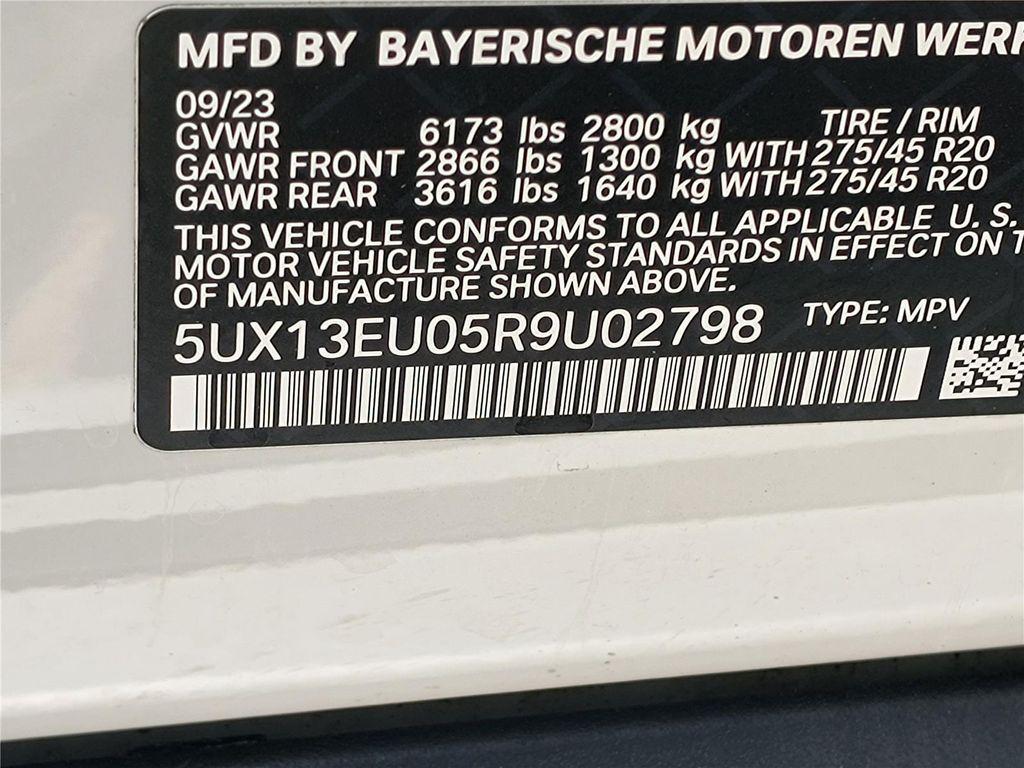 MFD BY BAYERISCHE MOTOREN
09/23
GVWR 6173 lbs 2800 kg TIRE / RIM
GAWR FRONT 2866 lbs 1300 kg WITH 275/45 R20
GAWR REAR 3616 lbs 1640 kg WITH 275/45 R20
THIS VEHICLE CONFORMS TO ALL APPLICABLE U. S.
MOTOR VEHICLE SAFETY STANDARDS IN EFFECT ON
OF MANUFACTURE SHOWN ABOVE.
5UX13EU05R9U02798 TYPE: MPV